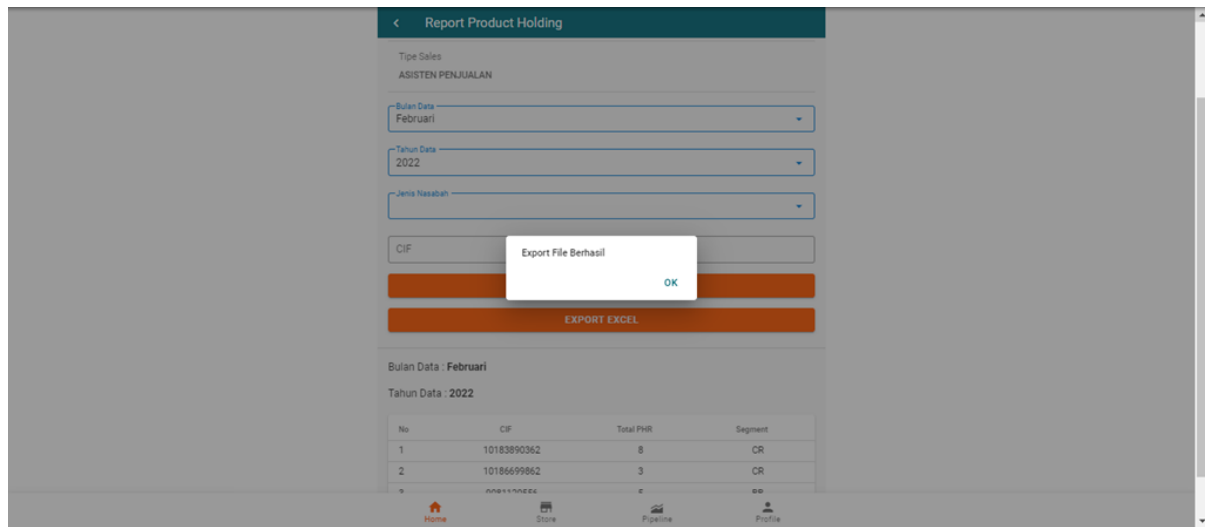 Report Product Holding
Tipe Sales
ASISTEN PENJUALAN
Bulan Data
Februari
Tahun Data
2022
Jenis Nasabah
CIF
Export File Berhasil
OK
EXPORT EXCEL
Bulan Data : Februari
Tahun Data : 2022
No CIF Total PHR Segment
1 10183890362 8 CR
2 10186699862 3 CR
Home Store Pipeline Profile